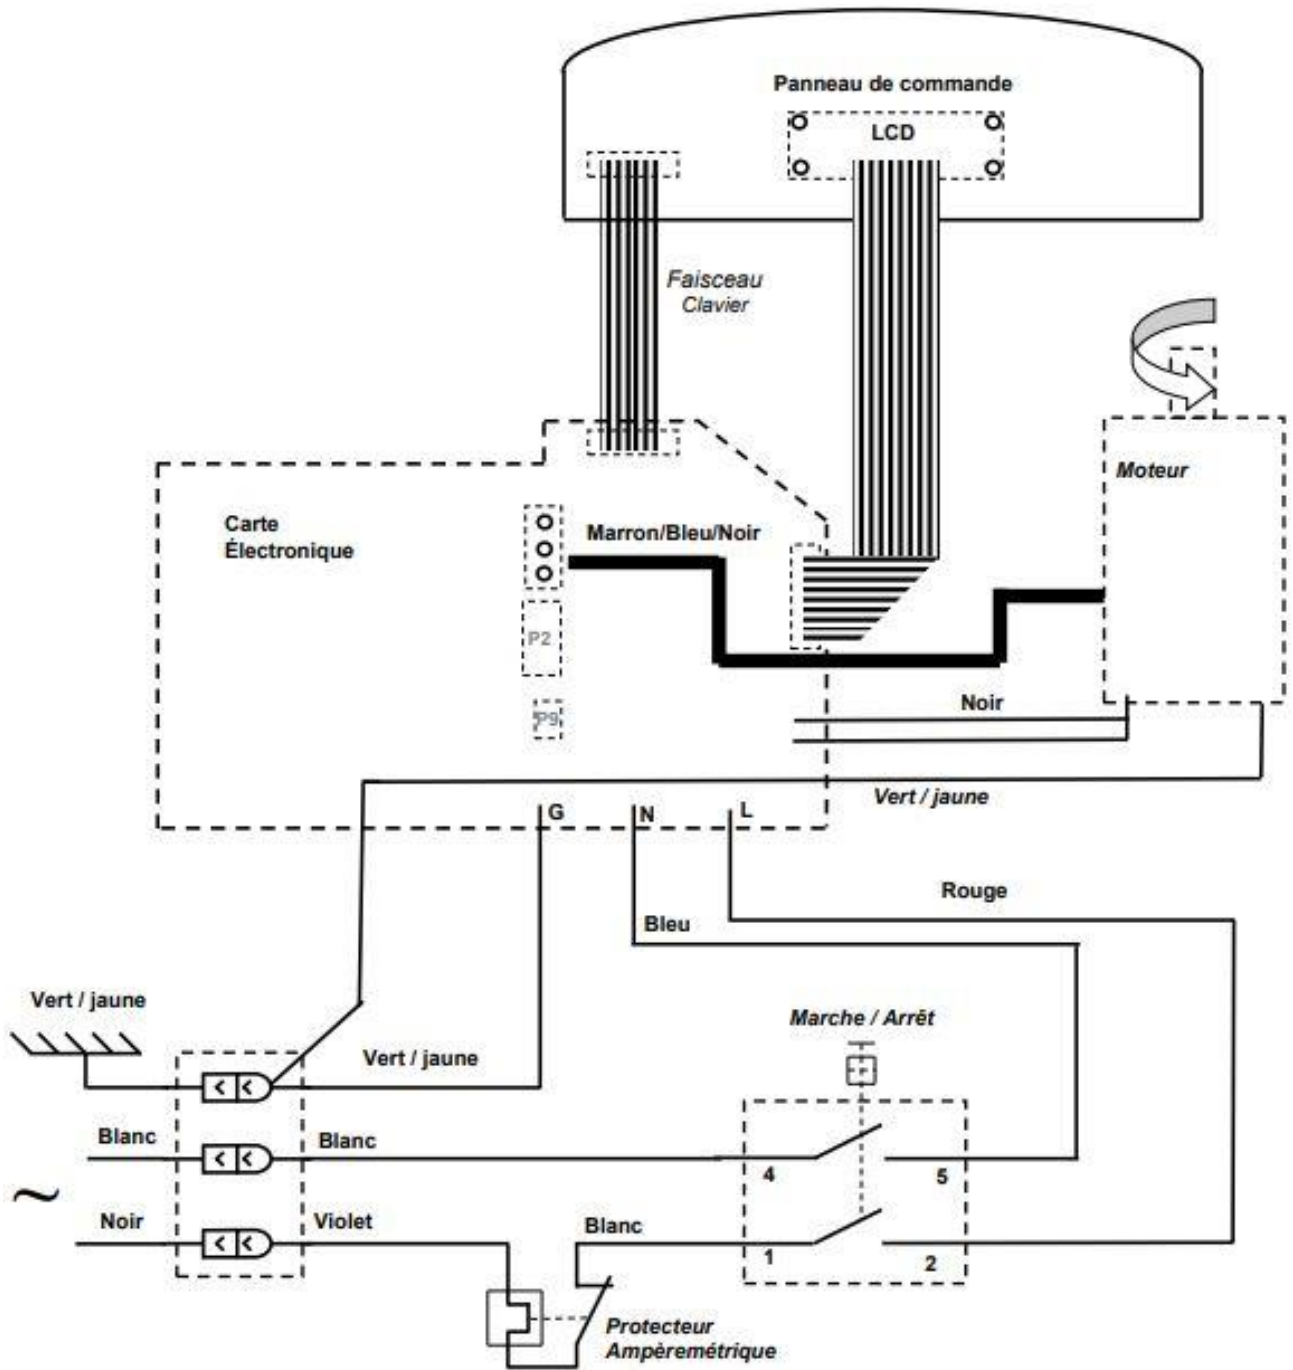 Panneau de commande
LCD
Faisceau
Clavier
Moteur
Carte
Électronique
Marron/Bleu/Noir
P2
P9
Noir
Vert / jaune
G
N
L
Rouge
Bleu
Vert / jaune
Marche / Arrêt
Vert / jaune
Blanc
Blanc
4
5
~
Noir
Violet
Blanc
1
2
Protecteur
Ampèremétrique